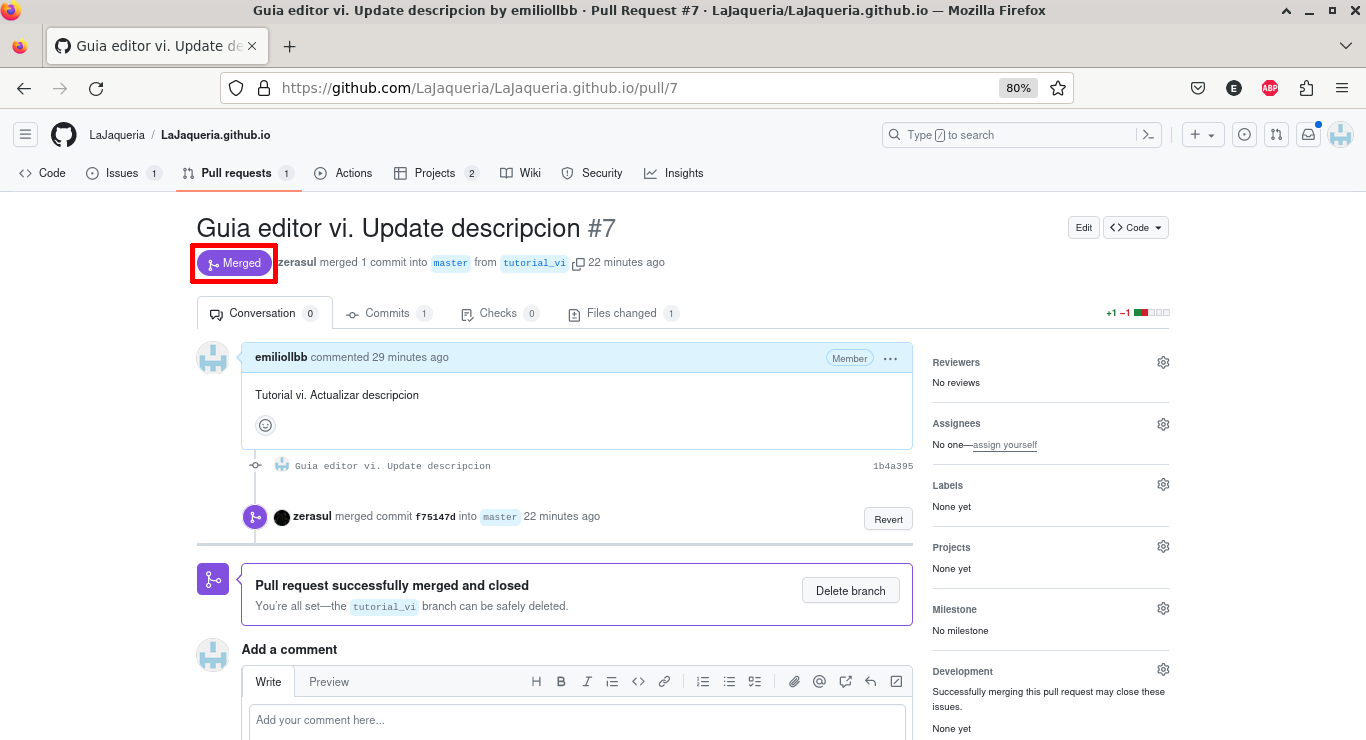 Guia editor vi. Update descripcion by emiliollbb · Pull Request #7 · LaJaqueria/LaJaqueria.github.io — Mozilla Firefox
Guia editor vi. Update de
https://github.com/LaJaqueria/LaJaqueria.github.io/pull/7 80% E ABP
LaJaqueria / LaJaqueria.github.io Type / to search
Code Issues 1 Pull requests 1 Actions Projects 2 Wiki Security Insights
Guia editor vi. Update descripcion #7 Edit Code
Merged zerasul merged 1 commit into master from tutorial_vi 22 minutes ago
Conversation 0 Commits 1 Checks 0 Files changed 1 +1 −1
emiliollbb commented 29 minutes ago Member
Tutorial vi. Actualizar descripcion
Guia editor vi. Update descripcion 1b4a395
zerasul merged commit f75147d into master 22 minutes ago Revert
Pull request successfully merged and closed
You're all set—the tutorial_vi branch can be safely deleted.
Delete branch
Add a comment
Write Preview
Add your comment here...
Reviewers
No reviews
Assignees
No one—assign yourself
Labels
None yet
Projects
None yet
Milestone
No milestone
Development
Successfully merging this pull request may close these
issues.
None yet